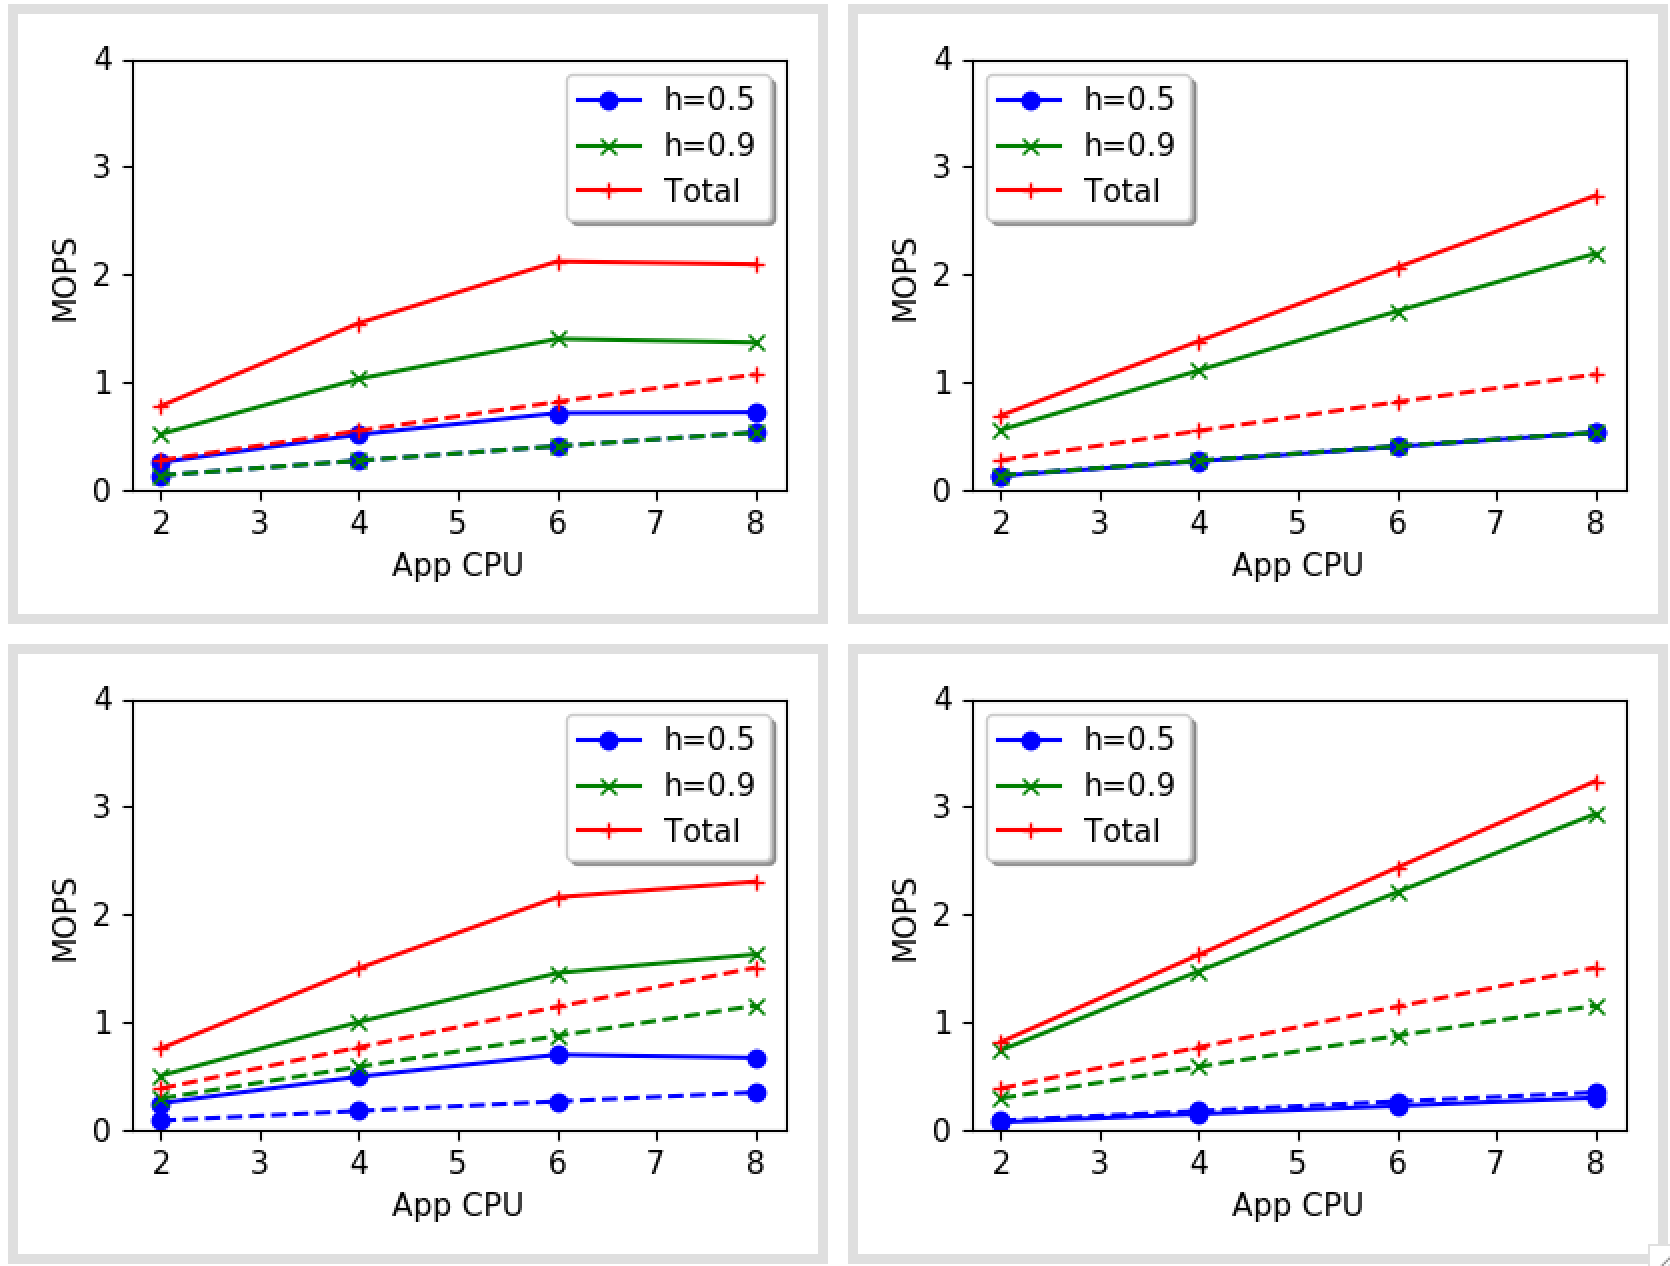 4
3
2
1
0
MOPS
h=0.5
h=0.9
Total
2 3 4 5 6 7 8
App CPU
4
3
2
1
0
MOPS
h=0.5
h=0.9
Total
2 3 4 5 6 7 8
App CPU
4
3
2
1
0
MOPS
h=0.5
h=0.9
Total
2 3 4 5 6 7 8
App CPU
4
3
2
1
0
MOPS
h=0.5
h=0.9
Total
2 3 4 5 6 7 8
App CPU